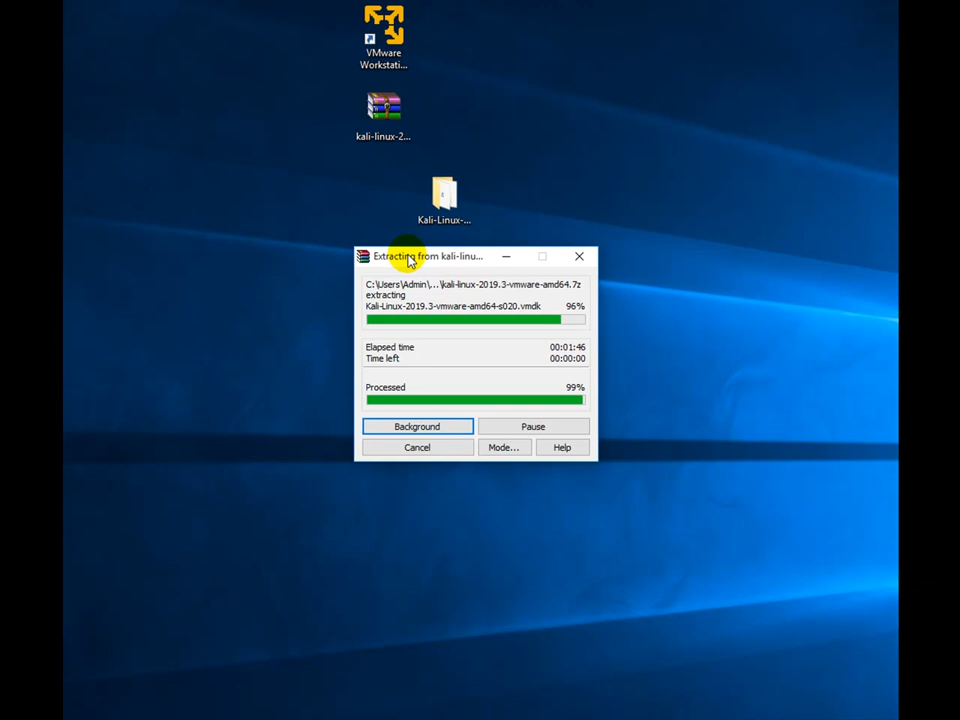 VMware
Workstati...
kali-linux-2...
Kali-Linux-...
Extracting from kali-linu...
C:\Users\Admin\,...\kali-linux-2019.3-vmware-amd64.7z
extracting
Kali-Linux-2019.3-vmware-amd64-s020.vmdk 96%
Elapsed time 00:01:46
Time left 00:00:00
Processed 99%
Background Pause
Cancel Mode... Help